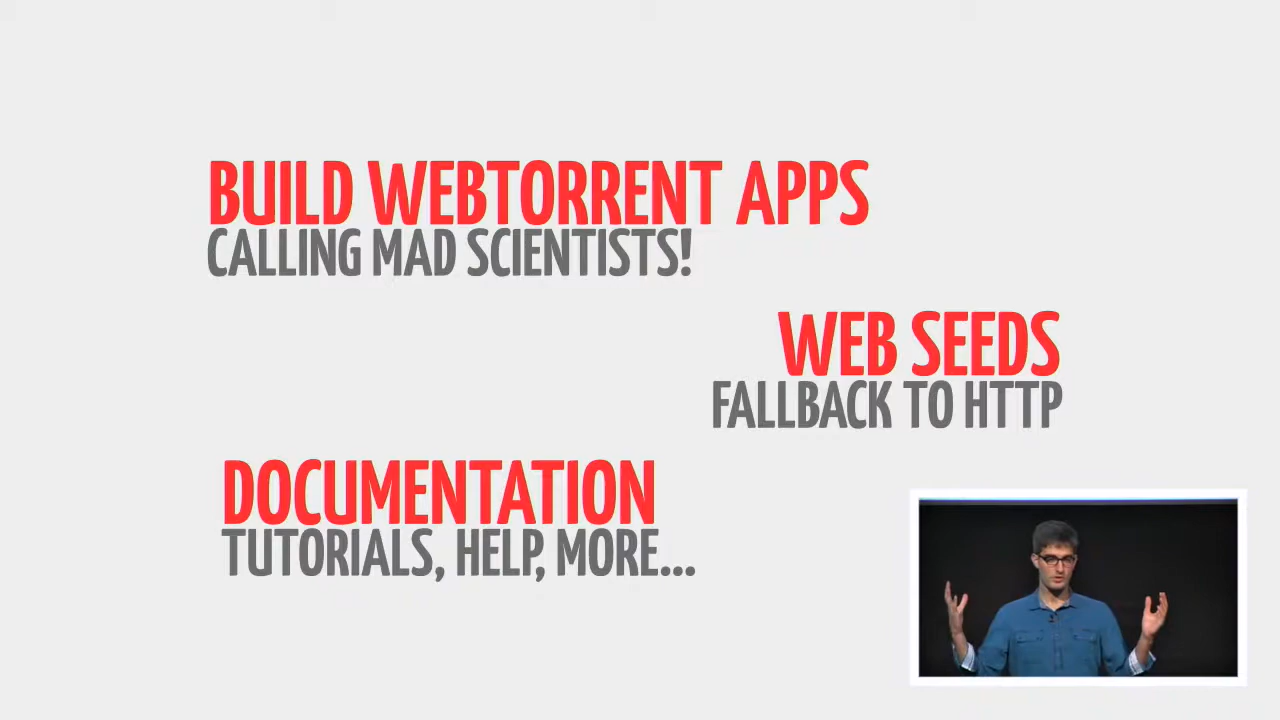 BUILD WEBTORRENT APPS
CALLING MAD SCIENTISTS!
WEB SEEDS
FALLBACK TO HTTP
DOCUMENTATION
TUTORIALS, HELP, MORE...